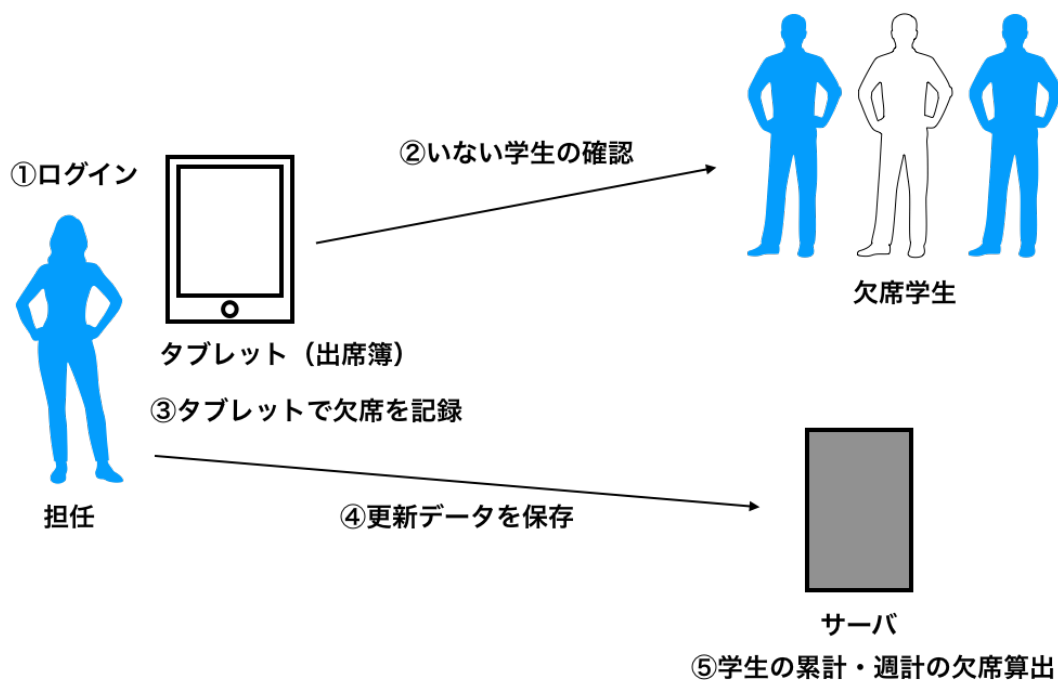 ①ログイン
②いない学生の確認
欠席学生
タブレット（出席簿）
③タブレットで欠席を記録
担任
④更新データを保存
サーバ
⑤学生の累計・週計の欠席算出